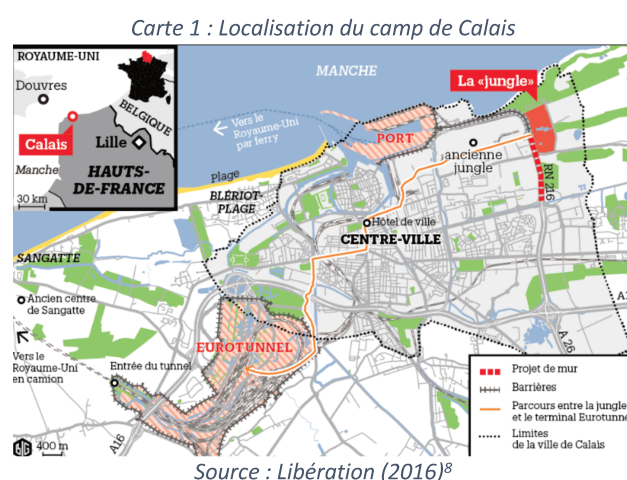 Carte 1 : Localisation du camp de Calais
ROYAUME-UNI
Douvres
Calais
BELGIQUE
Lille
Manche
HAUTS-
DE-FRANCE
30 km
MANCHE
La «jungle»
Vers le
Royaume-Uni
par ferry
PORT
ancienne
jungle
RN 216
Plage
BLÉRIOT-
PLAGE
Hôtel de ville
CENTRE-VILLE
SANGATTE
Ancien centre
de Sangatte
EUROTUNNEL
Vers le
Royaume-Uni
en camion
Entrée du tunnel
A16
A 26
400 m
Projet de mur
Barrières
Parcours entre la jungle
et le terminal Eurotunne
Limites
de la ville de Calais
Source : Libération (2016)⁸